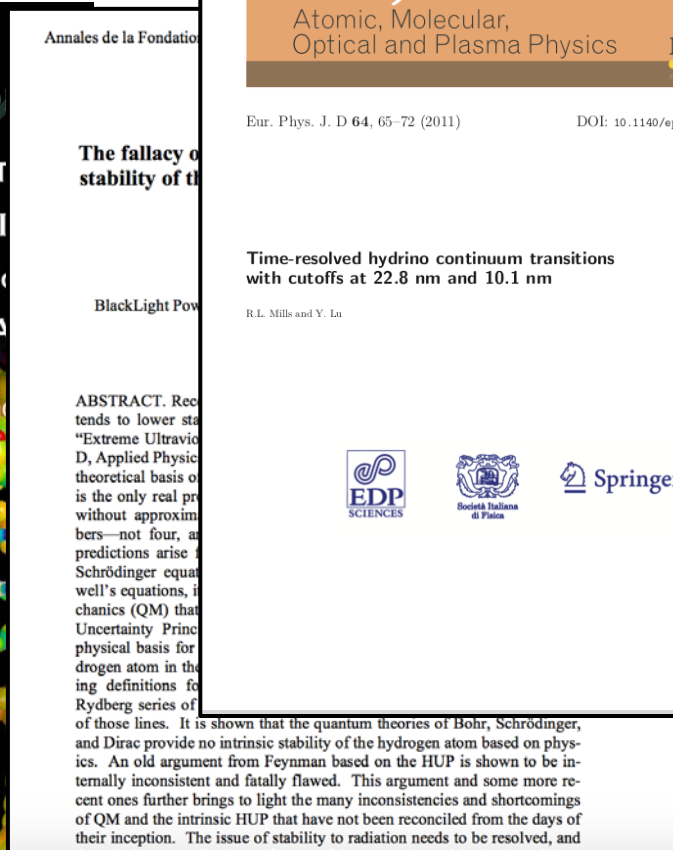 Annales de la Fondatio
The fallacy o
stability of th
BlackLight Pow
ABSTRACT. Rec
tends to lower sta
“Extreme Ultravio
D, Applied Physic
theoretical basis o
is the only real pr
without approxim
bers—not four, a
predictions arise
Schrödinger equat
well's equations, i
chanics (QM) that
Uncertainty Princ
physical basis for
drogen atom in the
ing definitions fo
Rydberg series of
of those lines. It is shown that the quantum theories of Bohr, Schrödinger,
and Dirac provide no intrinsic stability of the hydrogen atom based on phys-
ics. An old argument from Feynman based on the HUP is shown to be in-
ternally inconsistent and fatally flawed. This argument and some more re-
cent ones further brings to light the many inconsistencies and shortcomings
of QM and the intrinsic HUP that have not been reconciled from the days of
their inception. The issue of stability to radiation needs to be resolved, and
Atomic, Molecular,
Optical and Plasma Physics
Eur. Phys. J. D 64, 65–72 (2011)
DOI: 10.1140/ep
Time-resolved hydrino continuum transitions
with cutoffs at 22.8 nm and 10.1 nm
R.L. Mills and Y. Lu
EDP
SCIENCES
Società Italiana
di Fisica
Springe